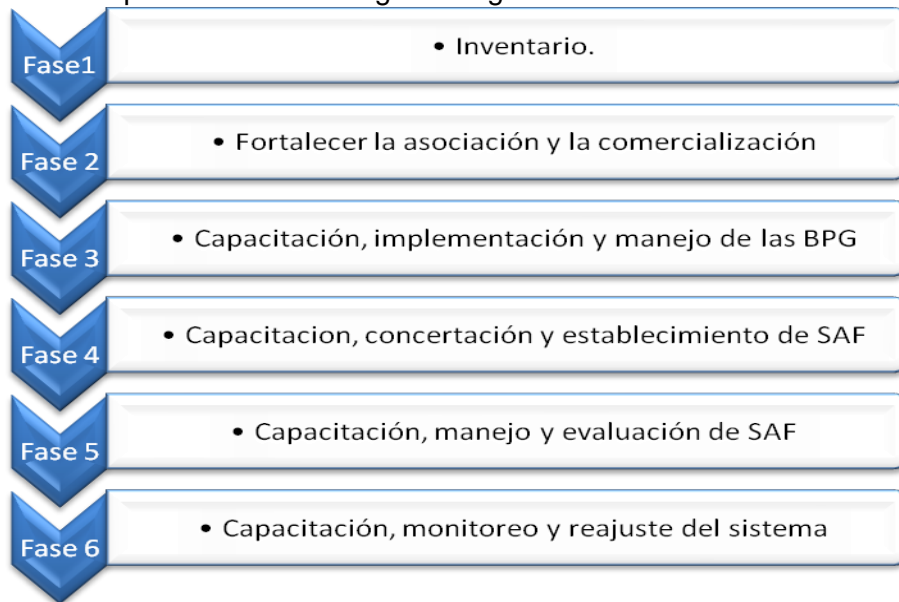 Fase1
• Inventario.
Fase 2
• Fortalecer la asociación y la comercialización
Fase 3
• Capacitación, implementación y manejo de las BPG
Fase 4
• Capacitacion, concertación y establecimiento de SAF
Fase 5
• Capacitación, manejo y evaluación de SAF
Fase 6
• Capacitación, monitoreo y reajuste del sistema